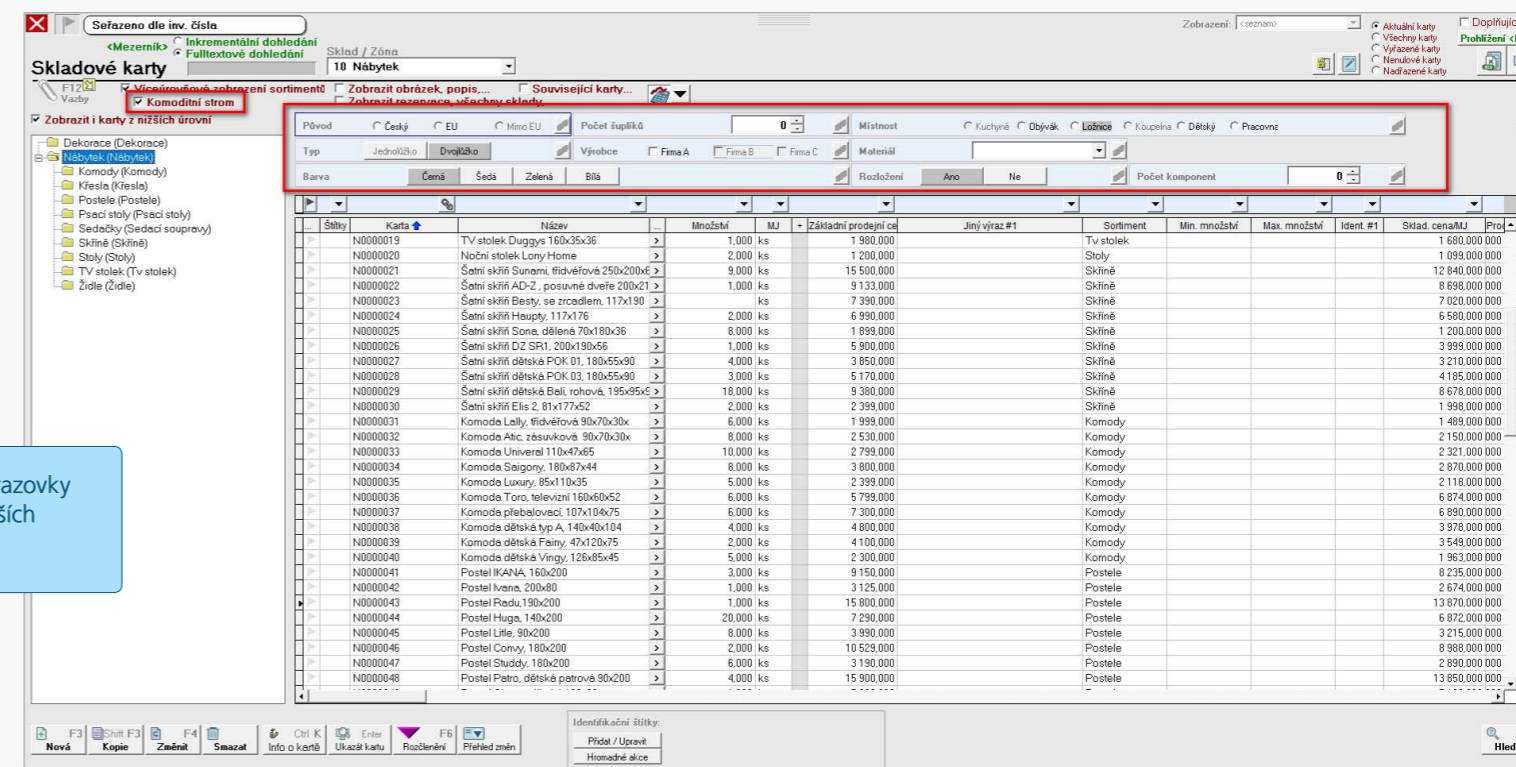 Seřazeno dle inv. čísla
Zobrazení: <seznam>
Aktuální karty
Všechny karty
Vyřazené karty
Nenulové karty
Nadřazené karty
Doplňujíc
Prohlížení <
<Mezerník>
Inkrementální dohledání
Fulltextové dohledání
Sklad / Zóna
Skladové karty
10 Nábytek
F12
Vazby
Víceúrovňové zobrazení sortimentů
Komoditní strom
Zobrazit obrázek, popis,...
Související karty...
Zobrazit rezervace, všechny sklady,
Zobrazit i karty z nižších úrovní
Původ Český EU Mimo EU Počet šuplíků 0 Místnost Kuchyně Obývák Ložnice Koupelna Dětský Pracovna
Typ Jednolůžko Dvojlůžko Výrobce Firma A Firma B Firma C Materiál
Barva Černá Šedá Zelená Bílá Rozložení Ano Ne Počet komponent 0
Dekorace (Dekorace)
Nábytek (Nábytek)
Komody (Komody)
Křesla (Křesla)
Postele (Postele)
Psací stoly (Psací stoly)
Sedačky (Sedací soupravy)
Skříně (Skříně)
Stoly (Stoly)
TV stolek (Tv stolek)
Židle (Židle)
... Štítky Karta Název ... Množství MJ + Základní prodejní ce Jiný výraz #1 Sortiment Min. množství Max. množství Ident. #1 Sklad. cena/MJ Pro
N0000019 TV stolek Duggys 160x35x36 > 1,000 ks 1 980,000 Tv stolek 1 680,000 000
N0000020 Noční stolek Lony Home > 2,000 ks 1 200,000 Stoly 1 099,000 000
N0000021 Šatní skříň Sunami, třídvéřová 250x200x6 > 9,000 ks 15 500,000 Skříně 12 840,000 000
N0000022 Šatní skříň AD-Z , posuvné dveře 200x21 > 1,000 ks 9 133,000 Skříně 8 698,000 000
N0000023 Šatní skříň Besty, se zrcadlem, 117x190 > ks 7 390,000 Skříně 7 020,000 000
N0000024 Šatní skříň Haupty, 117x176 > 2,000 ks 6 990,000 Skříně 6 580,000 000
N0000025 Šatní skříň Sona, dělená 70x180x36 > 8,000 ks 1 899,000 Skříně 1 200,000 000
N0000026 Šatní skříň DZ SR1, 200x190x56 > 1,000 ks 5 900,000 Skříně 3 999,000 000
N0000027 Šatní skříň dětská POK 01, 180x55x90 > 4,000 ks 3 850,000 Skříně 3 210,000 000
N0000028 Šatní skříň dětská POK 03, 180x55x90 > 3,000 ks 5 170,000 Skříně 4 185,000 000
N0000029 Šatní skříň dětská Bali, rohová, 195x95x9 > 18,000 ks 9 380,000 Skříně 8 678,000 000
N0000030 Šatní skříň Elis 2, 81x177x52 > 2,000 ks 2 399,000 Skříně 1 998,000 000
N0000031 Komoda Lally, třídvéřová 90x70x30x > 6,000 ks 1 999,000 Komody 1 489,000 000
N0000032 Komoda Atic, zásuvková 90x70x30x > 8,000 ks 2 530,000 Komody 2 150,000 000
N0000033 Komoda Univeral 110x47x65 > 10,000 ks 2 799,000 Komody 2 321,000 000
N0000034 Komoda Saigony, 180x87x44 > 8,000 ks 3 800,000 Komody 2 870,000 000
N0000035 Komoda Luxury, 85x110x35 > 5,000 ks 2 399,000 Komody 2 118,000 000
N0000036 Komoda Toro, televizní 160x60x52 > 6,000 ks 5 799,000 Komody 6 874,000 000
N0000037 Komoda přebalovací, 107x104x75 > 6,000 ks 7 300,000 Komody 6 890,000 000
N0000038 Komoda dětská typ A, 140x40x104 > 4,000 ks 4 800,000 Komody 3 978,000 000
N0000039 Komoda dětská Fainy, 47x120x75 > 2,000 ks 4 100,000 Komody 3 549,000 000
N0000040 Komoda dětská Vingy, 126x85x45 > 5,000 ks 2 300,000 Komody 1 963,000 000
N0000041 Postel IKANA, 160x200 > 3,000 ks 9 150,000 Postele 8 235,000 000
N0000042 Postel Ivana, 200x80 > 1,000 ks 3 125,000 Postele 2 674,000 000
N0000043 Postel Radu,190x200 > 1,000 ks 15 800,000 Postele 13 870,000 000
N0000044 Postel Huga, 140x200 > 20,000 ks 7 290,000 Postele 6 872,000 000
N0000045 Postel Litle, 90x200 > 8,000 ks 3 990,000 Postele 3 215,000 000
N0000046 Postel Convy, 180x200 > 2,000 ks 10 529,000 Postele 8 988,000 000
N0000047 Postel Studdy, 180x200 > 6,000 ks 3 190,000 Postele 2 890,000 000
N0000048 Postel Patro, dětská patrová 90x200 > 4,000 ks 15 900,000 Postele 13 850,000 000
razovky
ších
F3 Nová
Shift F3 Kopie
F4 Změnit
Smazat
Ctrl K Info o kartě
Enter Ukázat kartu
F6 Rozčlenění
Přehled změn
Identifikační štítky:
Přidat / Upravit
Hromadné akce
Hled